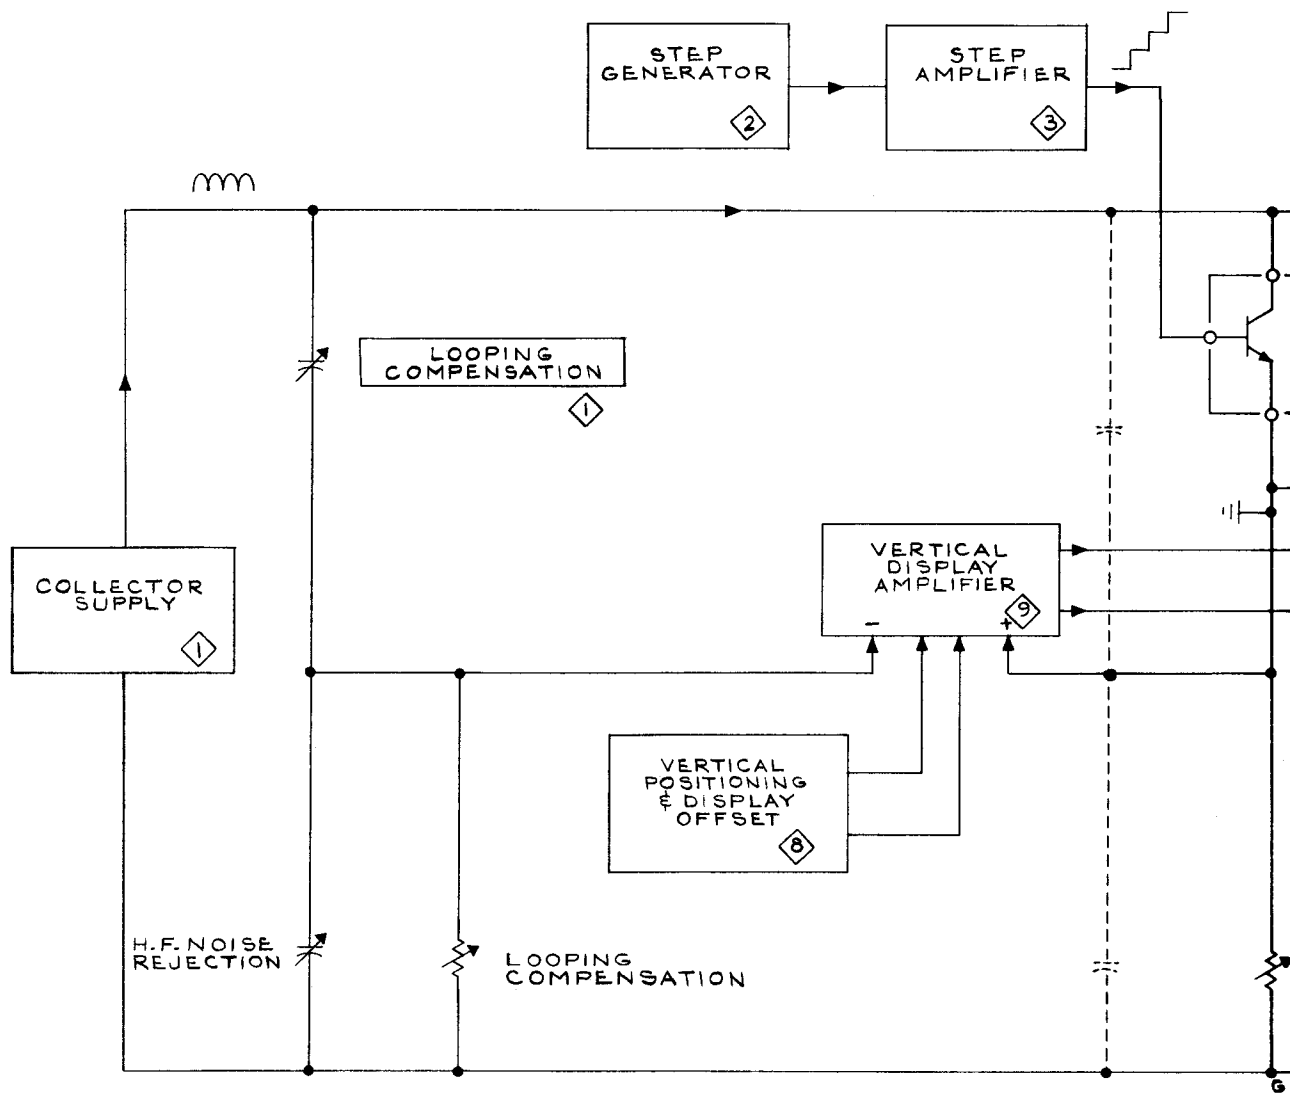 STEP
GENERATOR
2
STEP
AMPLIFIER
3
LOOPING
COMPENSATION
1
COLLECTOR
SUPPLY
1
VERTICAL
DISPLAY
AMPLIFIER
9
-
+
VERTICAL
POSITIONING
& DISPLAY
OFFSET
8
H.F. NOISE
REJECTION
LOOPING
COMPENSATION
G